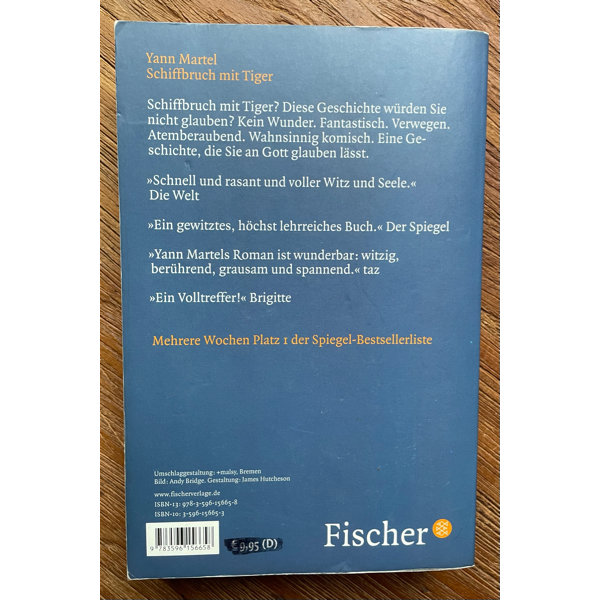 Yann Martel
Schiffbruch mit Tiger
Schiffbruch mit Tiger? Diese Geschichte würden Sie
nicht glauben? Kein Wunder. Fantastisch. Verwegen.
Atemberaubend. Wahnsinnig komisch. Eine Ge-
schichte, die Sie an Gott glauben lässt.
»Schnell und rasant und voller Witz und Seele.«
Die Welt
»Ein gewitztes, höchst lehrreiches Buch.« Der Spiegel
»Yann Martels Roman ist wunderbar: witzig,
berührend, grausam und spannend.« taz
»Ein Volltreffer!« Brigitte
Mehrere Wochen Platz 1 der Spiegel-Bestsellerliste
Umschlaggestaltung: +malsy, Bremen
Bild: Andy Bridge. Gestaltung: James Hutcheson
www.fischerverlage.de
ISBN-13: 978-3-596-15665-8
ISBN-10: 3-596-15665-3
9 783596 156658
€ 9.95 (D)
Fischer